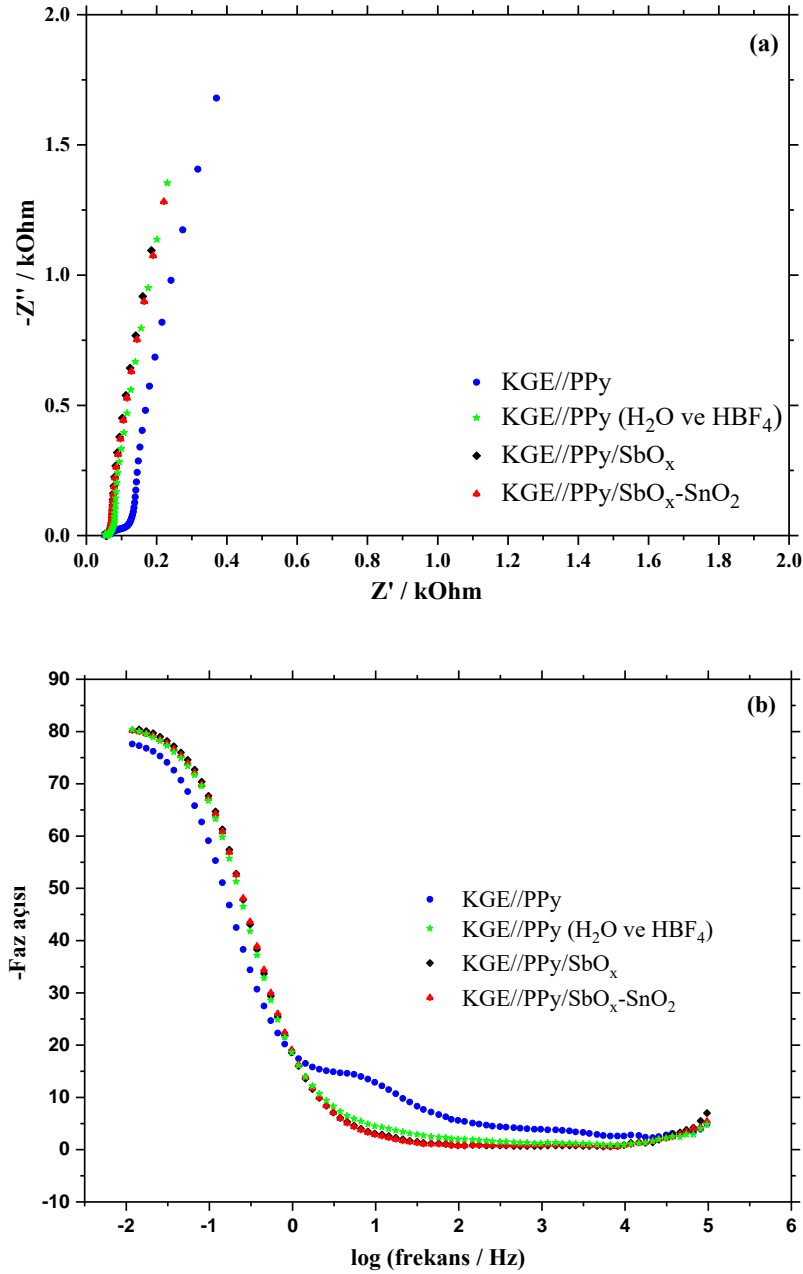 2.0
(a)
1.5
1.0
0.5
0.0
-Z'' / kOhm
KGE//PPy
KGE//PPy (H₂O ve HBF₄)
KGE//PPy/SbOₓ
KGE//PPy/SbOₓ-SnO₂
0.0 0.2 0.4 0.6 0.8 1.0 1.2 1.4 1.6 1.8 2.0
Z' / kOhm
90
(b)
80
70
60
50
40
30
20
10
0
-10
-Faz açısı
KGE//PPy
KGE//PPy (H₂O ve HBF₄)
KGE//PPy/SbOₓ
KGE//PPy/SbOₓ-SnO₂
-2 -1 0 1 2 3 4 5 6
log (frekans / Hz)